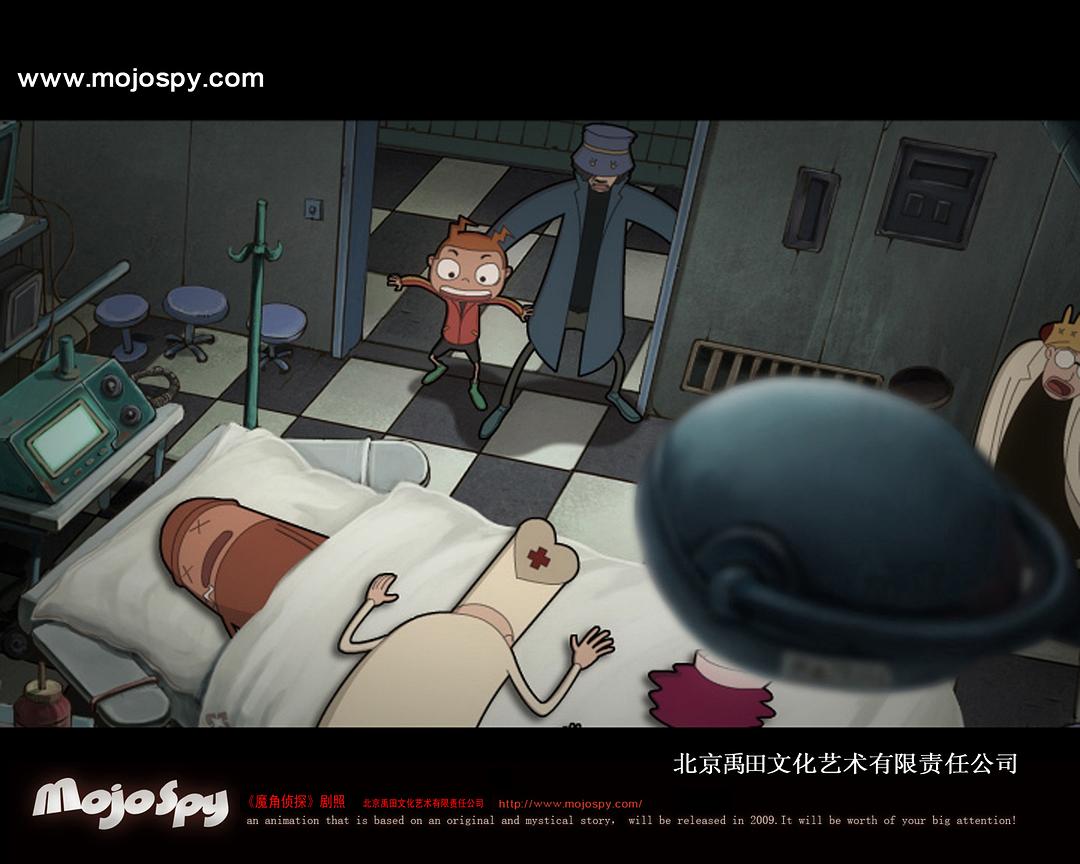 www.mojospy.com
北京禹田文化艺术有限责任公司
MojoSpy
《魔角侦探》剧照 北京禹田文化艺术有限责任公司 http://www.mojospy.com/
an animation that is based on an original and mystical story, will be released in 2009.It will be worth of your big attention!